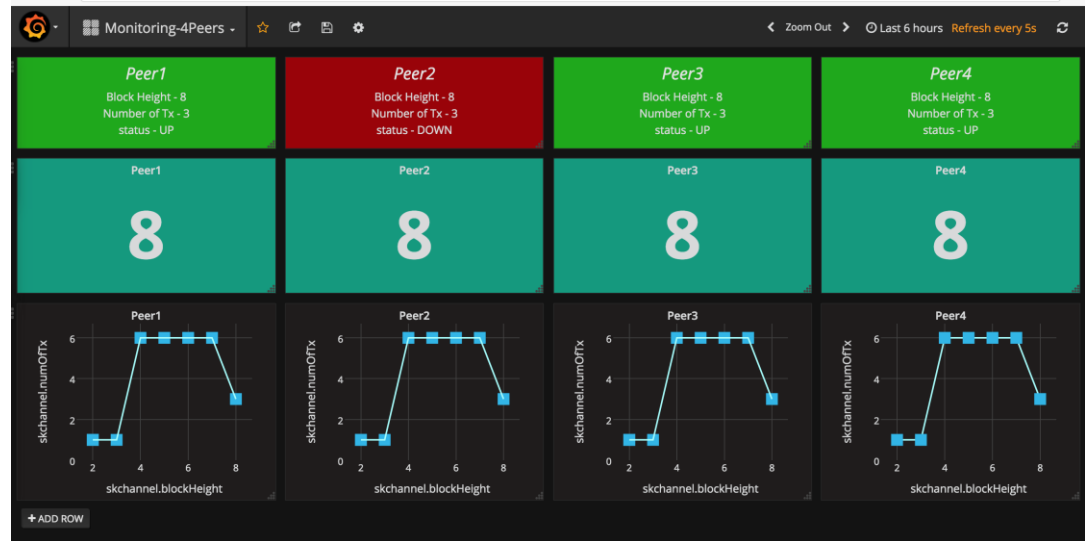 Monitoring-4Peers
Zoom Out
Last 6 hours Refresh every 5s
Peer1
Block Height - 8
Number of Tx - 3
status - UP
Peer2
Block Height - 8
Number of Tx - 3
status - DOWN
Peer3
Block Height - 8
Number of Tx - 3
status - UP
Peer4
Block Height - 8
Number of Tx - 3
status - UP
Peer1
8
Peer2
8
Peer3
8
Peer4
8
Peer1
skchannel.numOfTx
6
4
2
0
2 4 6 8
skchannel.blockHeight
Peer2
skchannel.numOfTx
6
4
2
0
2 4 6 8
skchannel.blockHeight
Peer3
skchannel.numOfTx
6
4
2
0
2 4 6 8
skchannel.blockHeight
Peer4
skchannel.numOfTx
6
4
2
0
2 4 6 8
skchannel.blockHeight
+ ADD ROW